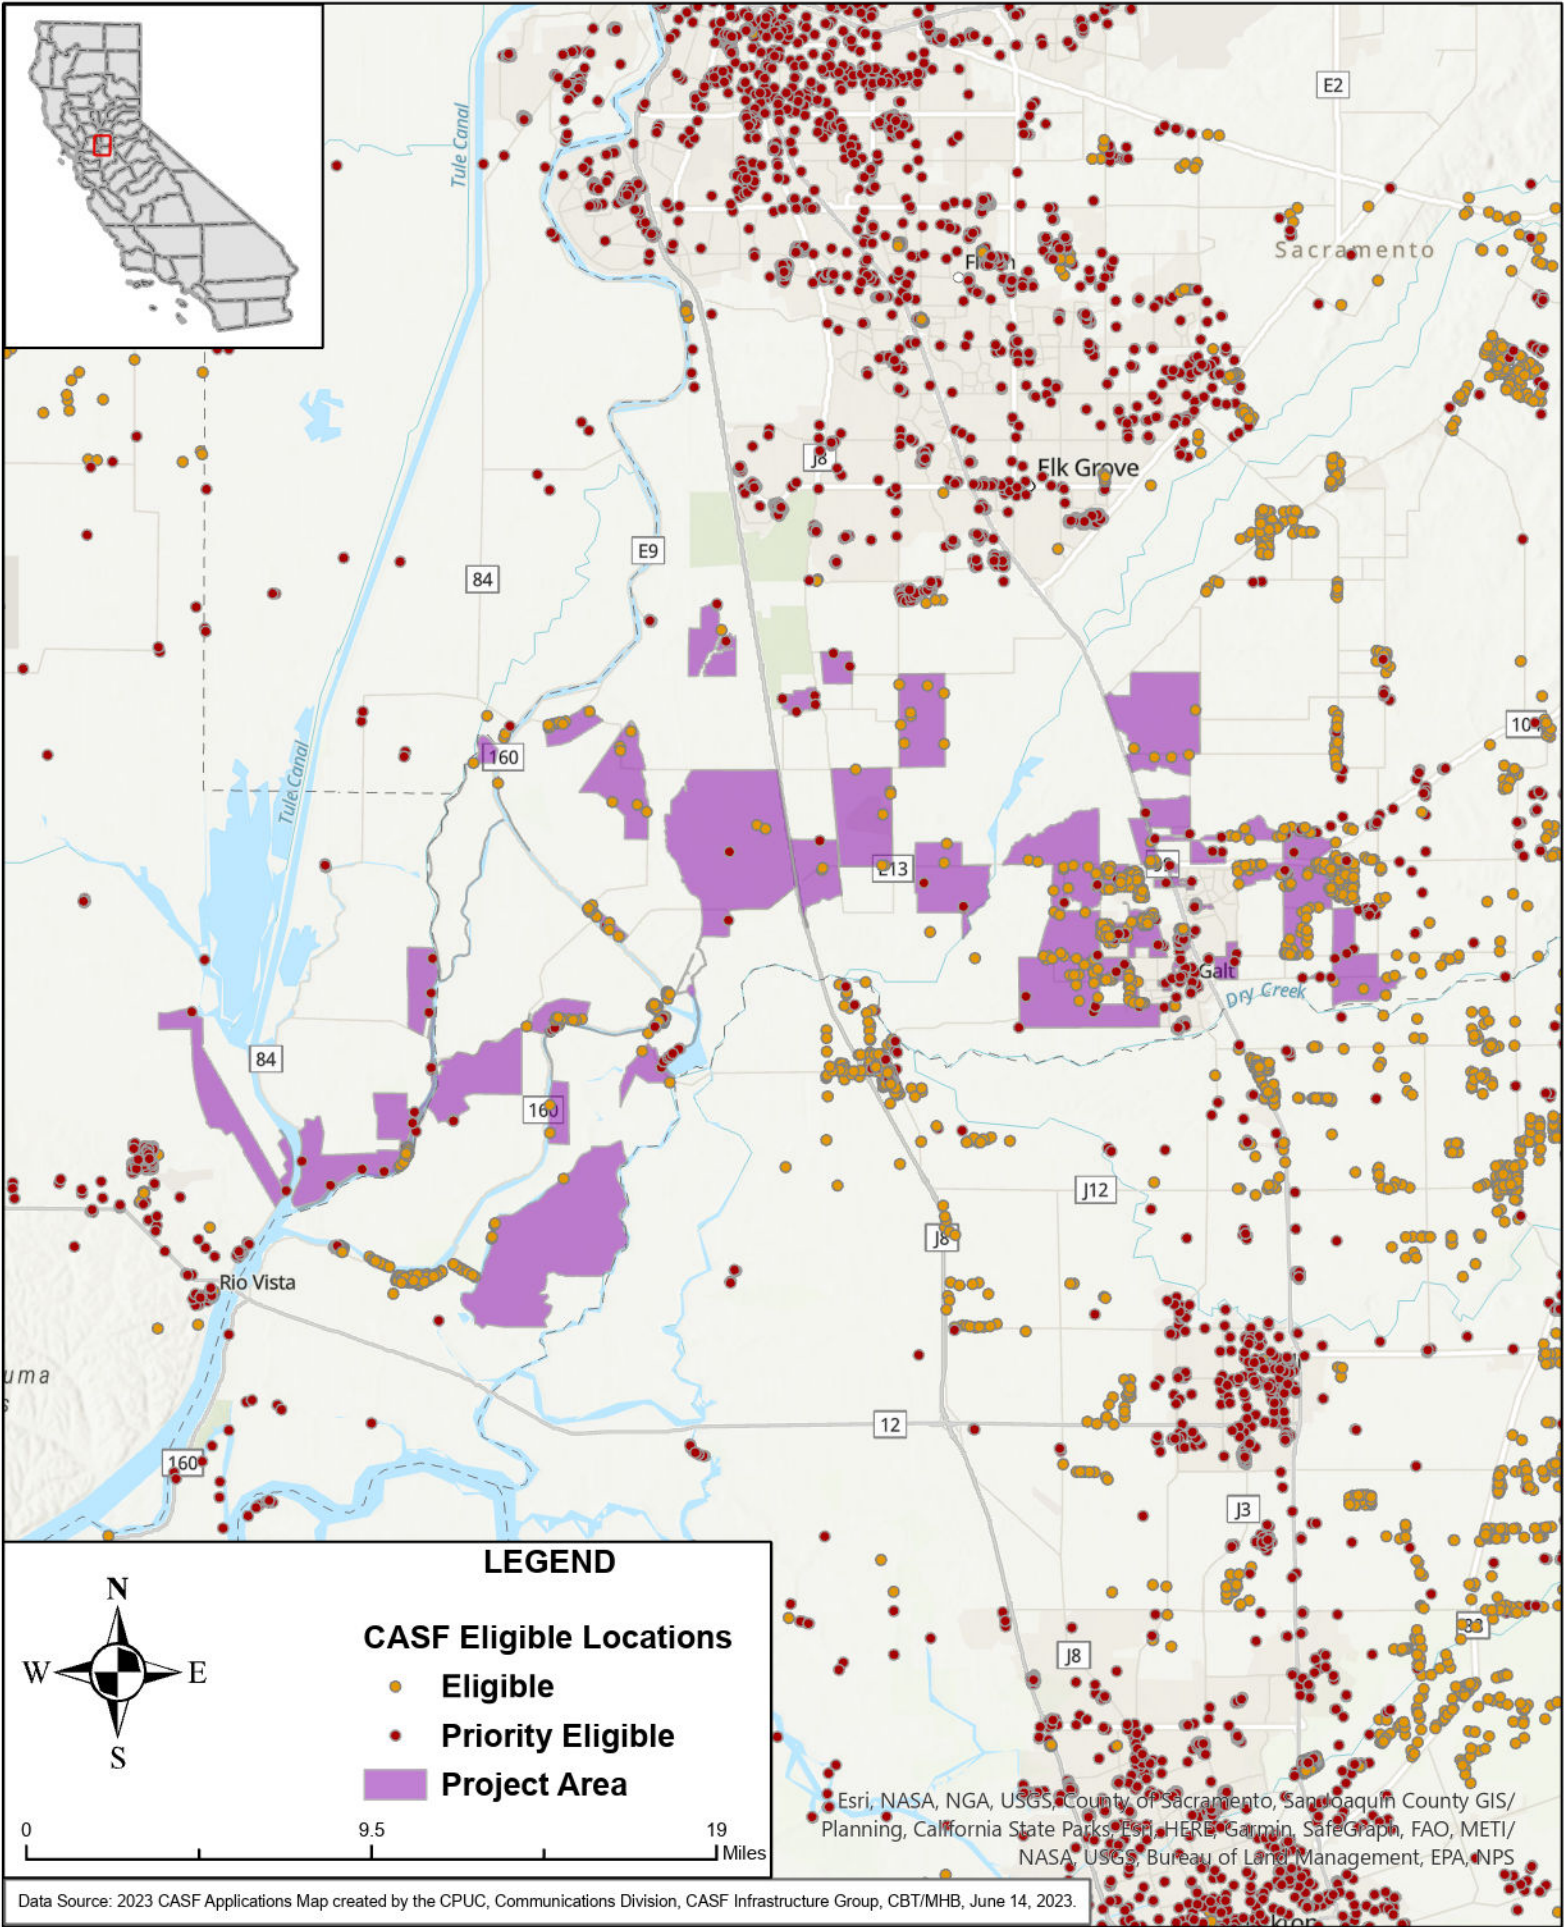 E2
Tule Canal
Sacramento
J8
Elk Grove
E9
84
160
104
Tule Canal
E13
Galt
Dry Creek
84
160
J12
J8
Rio Vista
12
160
J3
J8
LEGEND
N
W
E
S
CASF Eligible Locations
Eligible
Priority Eligible
Project Area
0
9.5
19
Miles
Esri, NASA, NGA, USGS, County of Sacramento, San Joaquin County GIS/
Planning, California State Parks, Esri, HERE, Garmin, SafeGraph, FAO, METI/
NASA, USGS, Bureau of Land Management, EPA, NPS
Data Source: 2023 CASF Applications Map created by the CPUC, Communications Division, CASF Infrastructure Group, CBT/MHB, June 14, 2023.